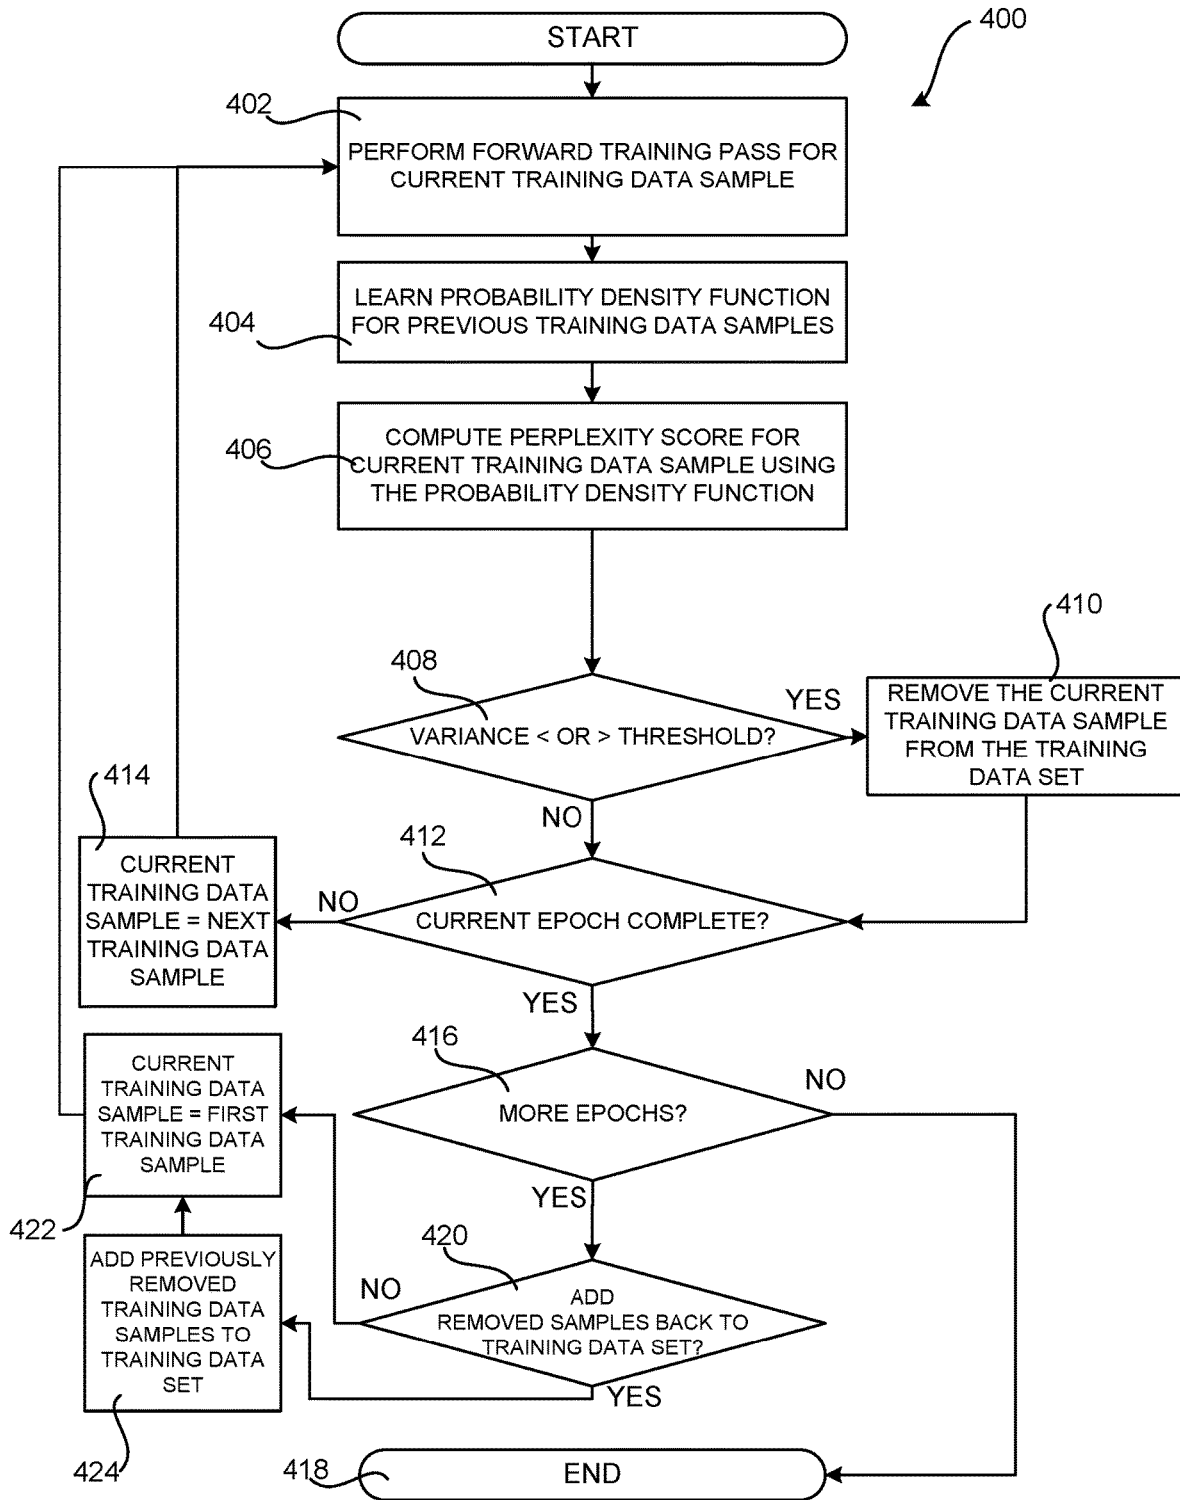 START
400
402
PERFORM FORWARD TRAINING PASS FOR
CURRENT TRAINING DATA SAMPLE
LEARN PROBABILITY DENSITY FUNCTION
FOR PREVIOUS TRAINING DATA SAMPLES
404
COMPUTE PERPLEXITY SCORE FOR
CURRENT TRAINING DATA SAMPLE USING
THE PROBABILITY DENSITY FUNCTION
406
408
VARIANCE < OR > THRESHOLD?
YES
410
REMOVE THE CURRENT
TRAINING DATA SAMPLE
FROM THE TRAINING
DATA SET
NO
412
CURRENT EPOCH COMPLETE?
NO
414
CURRENT
TRAINING DATA
SAMPLE = NEXT
TRAINING DATA
SAMPLE
YES
416
MORE EPOCHS?
NO
YES
420
ADD
REMOVED SAMPLES BACK TO
TRAINING DATA SET?
NO
CURRENT
TRAINING DATA
SAMPLE = FIRST
TRAINING DATA
SAMPLE
422
YES
ADD PREVIOUSLY
REMOVED
TRAINING DATA
SAMPLES TO
TRAINING DATA
SET
424
418
END